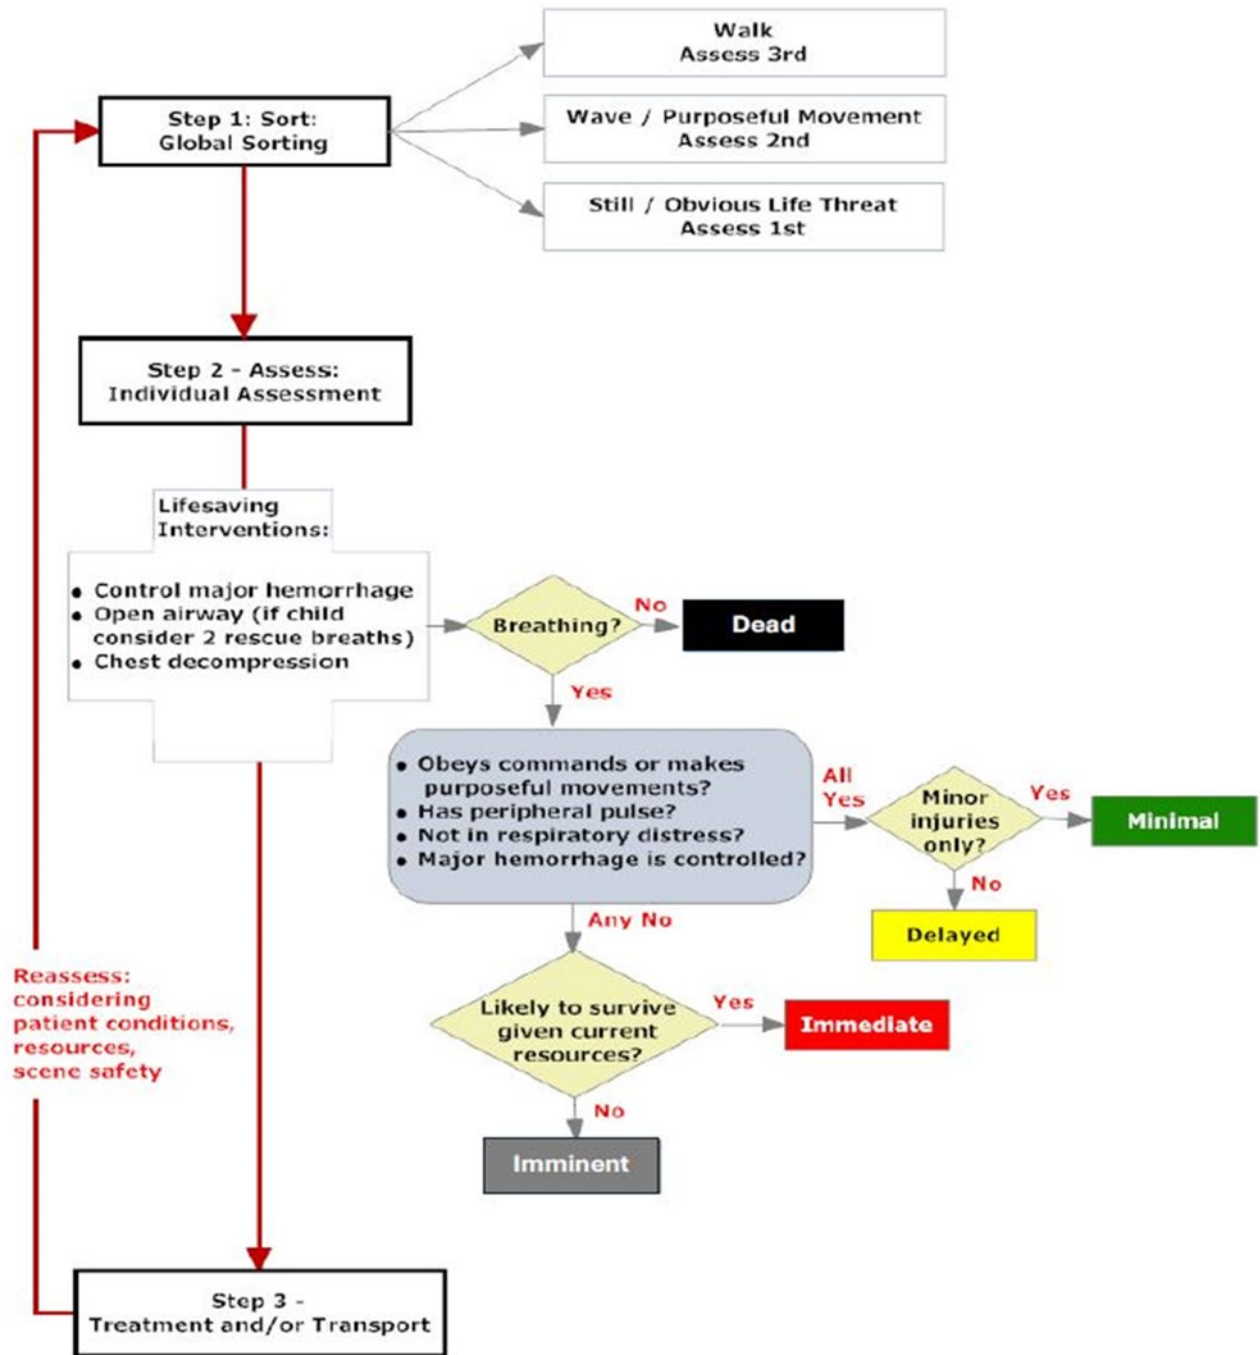 Walk
Assess 3rd
Step 1: Sort:
Global Sorting
Wave / Purposeful Movement
Assess 2nd
Still / Obvious Life Threat
Assess 1st
Step 2 - Assess:
Individual Assessment
Lifesaving
Interventions:
• Control major hemorrhage
• Open airway (if child
consider 2 rescue breaths)
• Chest decompression
Breathing?
No
Dead
Yes
• Obeys commands or makes
purposeful movements?
• Has peripheral pulse?
• Not in respiratory distress?
• Major hemorrhage is controlled?
All
Yes
Minor
injuries
only?
Yes
Minimal
No
Delayed
Any No
Likely to survive
given current
resources?
Yes
Immediate
No
Imminent
Reassess:
considering
patient conditions,
resources,
scene safety
Step 3 -
Treatment and/or Transport